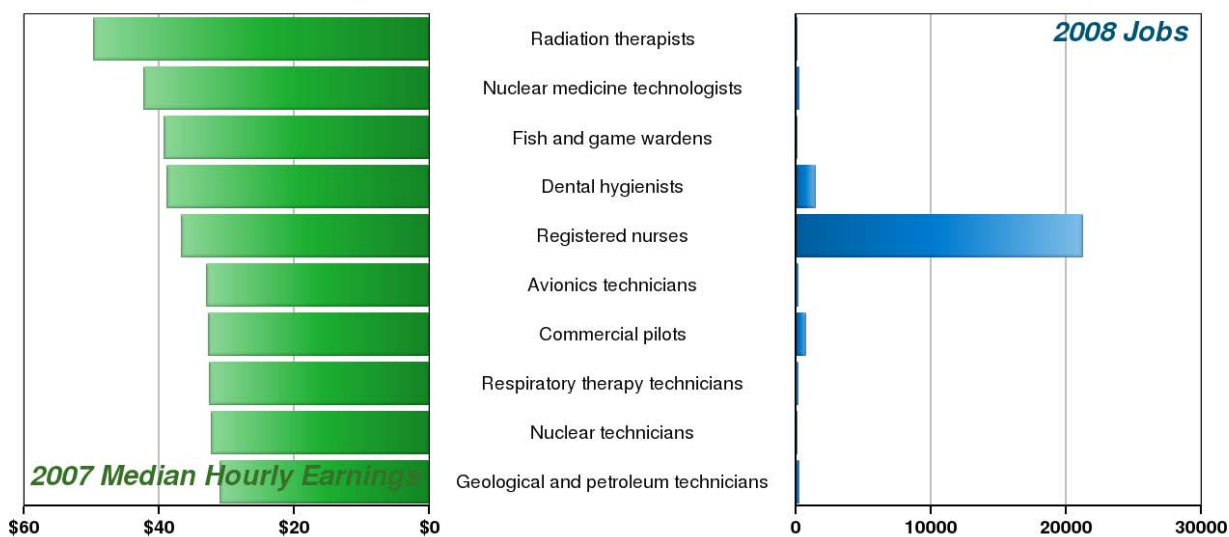 2008 Jobs
Radiation therapists
Nuclear medicine technologists
Fish and game wardens
Dental hygienists
Registered nurses
Avionics technicians
Commercial pilots
Respiratory therapy technicians
Nuclear technicians
2007 Median Hourly Earnings
Geological and petroleum technicians
$60 $40 $20 $0
0 10000 20000 30000